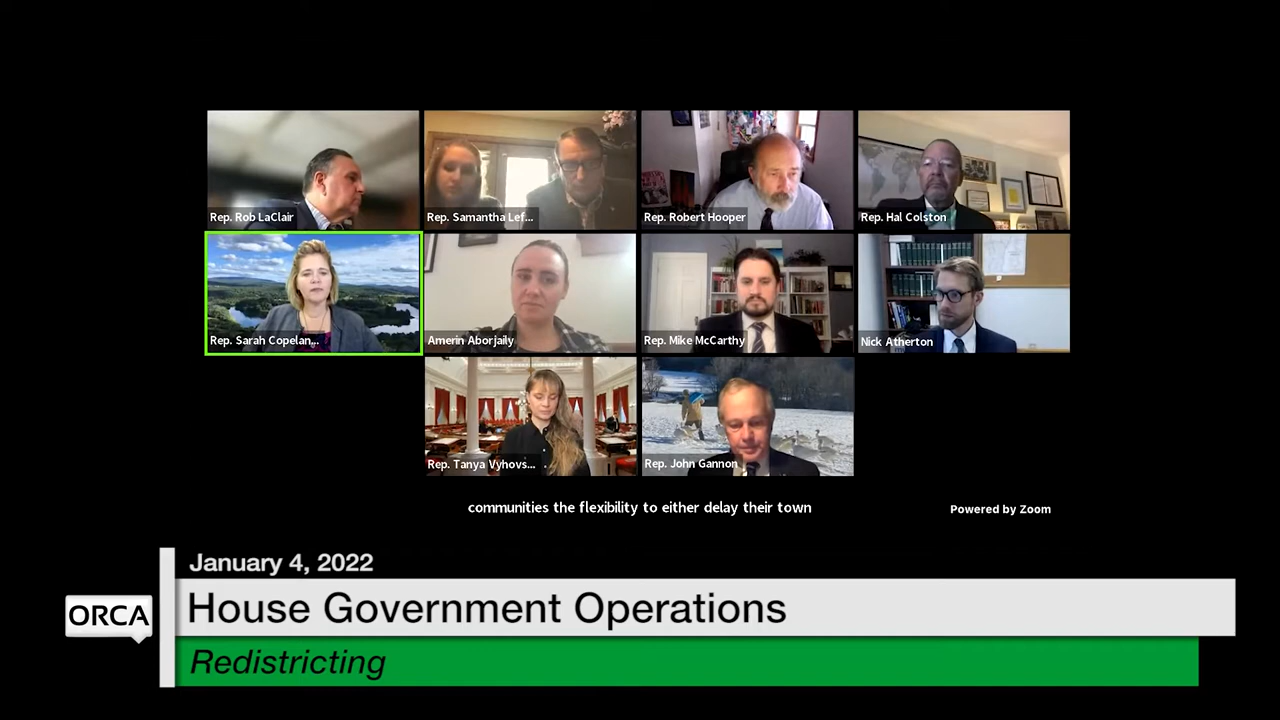 Rep. Rob LaClair
Rep. Samantha Lef...
Rep. Robert Hooper
Rep. Hal Colston
Rep. Sarah Copelan...
Amerin Aborjaily
Rep. Mike McCarthy
Nick Atherton
Rep. Tanya Vyhovs...
Rep. John Gannon
communities the flexibility to either delay their town
Powered by Zoom
January 4, 2022
ORCA
House Government Operations
Redistricting